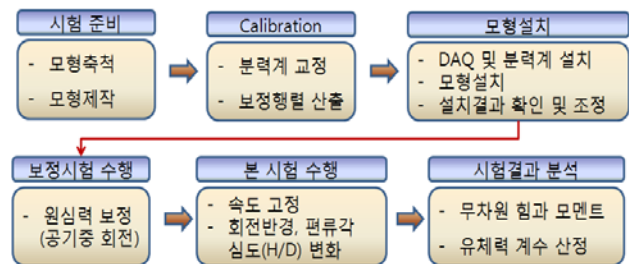 시험 준비
- 모형축척
- 모형제작
Calibration
- 분력계 교정
- 보정행렬 산출
모형설치
- DAQ 및 분력계 설치
- 모형설치
- 설치결과 확인 및 조정
보정시험 수행
- 원심력 보정
(공기중 회전)
본 시험 수행
- 속도 고정
- 회전반경, 편류각
심도(H/D) 변화
시험결과 분석
- 무차원 힘과 모멘트
- 유체력 계수 산정